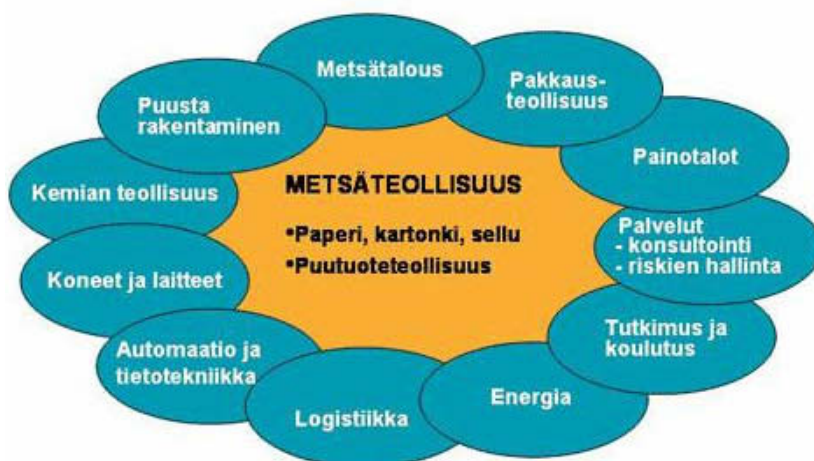 Metsätalous
Pakkaus-
teollisuus
Painotalot
Palvelut
- konsultointi
- riskien hallinta
Tutkimus ja
koulutus
Energia
Logistiikka
Automaatio ja
tietotekniikka
Koneet ja laitteet
Kemian teollisuus
Puusta
rakentaminen
METSÄTEOLLISUUS
•Paperi, kartonki, sellu
•Puutuoteteollisuus